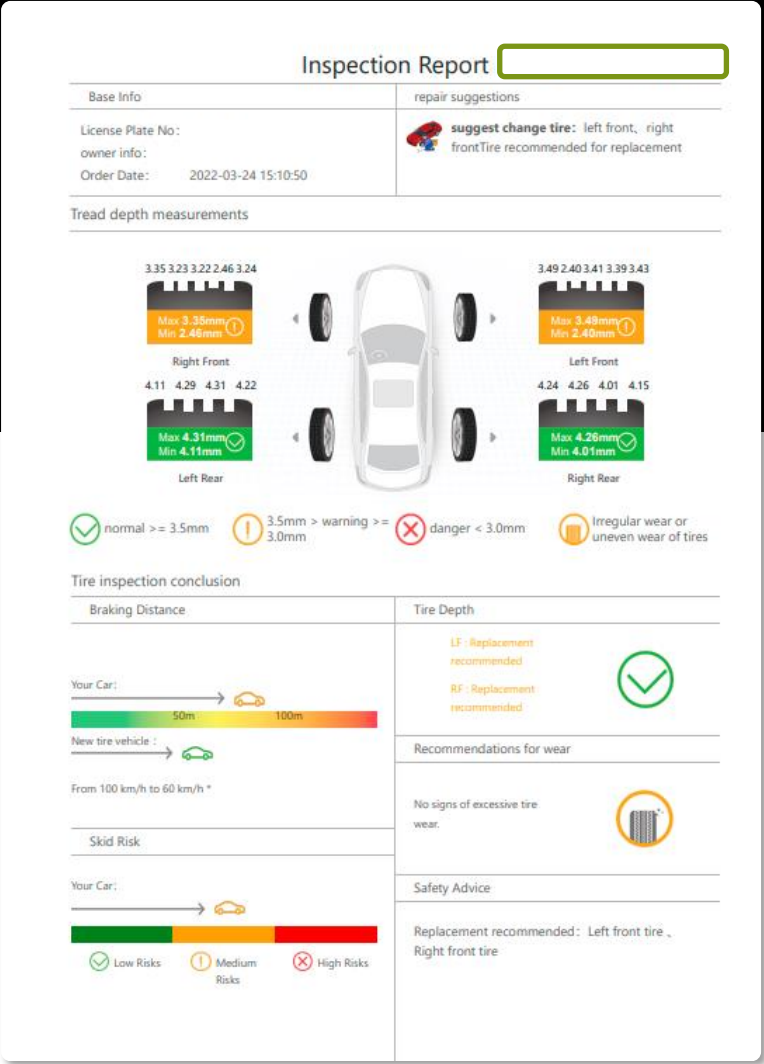 Inspection Report
Base Info
repair suggestions
License Plate No：
owner info：
Order Date： 2022-03-24 15:10:50
suggest change tire：left front、right
frontTire recommended for replacement
Tread depth measurements
3.35 3.23 3.22 2.46 3.24
3.49 2.40 3.41 3.39 3.43
Max 3.35mm
Min 2.46mm
Max 3.49mm
Min 2.40mm
Right Front
Left Front
4.11 4.29 4.31 4.22
4.24 4.26 4.01 4.15
Max 4.31mm
Min 4.11mm
Max 4.26mm
Min 4.01mm
Left Rear
Right Rear
normal >= 3.5mm
3.5mm > warning >=
3.0mm
danger < 3.0mm
Irregular wear or
uneven wear of tires
Tire inspection conclusion
Braking Distance
Your Car：
50m 100m
New tire vehicle：
From 100 km/h to 60 km/h *
Skid Risk
Your Car：
Low Risks
Medium
Risks
High Risks
Tire Depth
LF : Replacement
recommended
RF : Replacement
recommended
Recommendations for wear
No signs of excessive tire
wear.
Safety Advice
Replacement recommended：Left front tire 、
Right front tire